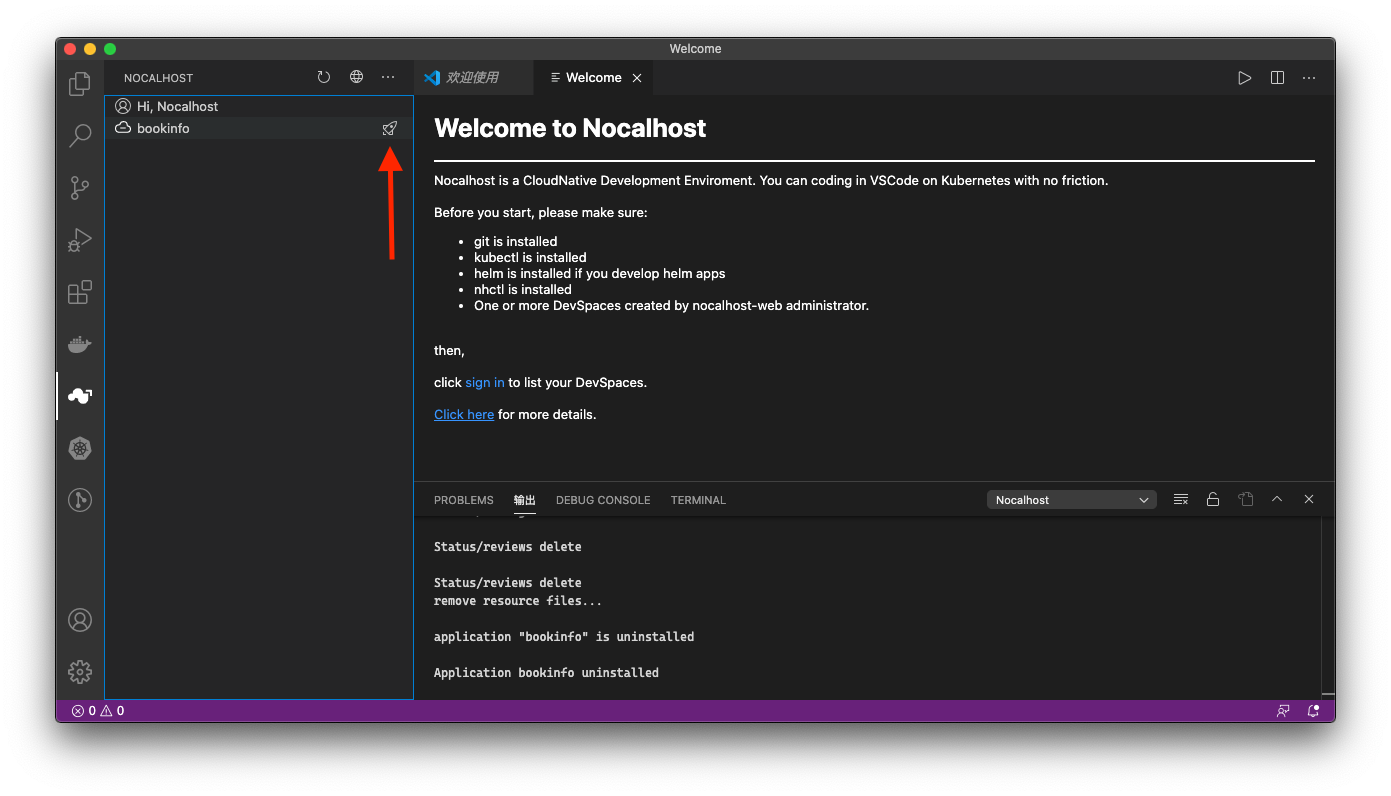 Welcome
NOCALHOST
Hi, Nocalhost
bookinfo
欢迎使用
Welcome
Welcome to Nocalhost
Nocalhost is a CloudNative Development Enviroment. You can coding in VSCode on Kubernetes with no friction.
Before you start, please make sure:
git is installed
kubectl is installed
helm is installed if you develop helm apps
nhctl is installed
One or more DevSpaces created by nocalhost-web administrator.
then,
click sign in to list your DevSpaces.
Click here for more details.
PROBLEMS 输出 DEBUG CONSOLE TERMINAL Nocalhost
Status/reviews delete
Status/reviews delete
remove resource files...
application "bookinfo" is uninstalled
Application bookinfo uninstalled
0 0